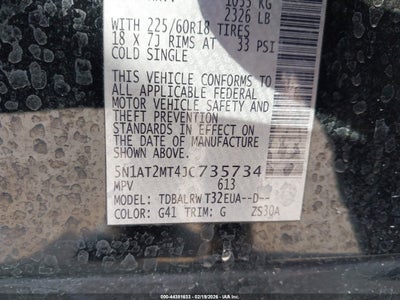 1055 KG
2326 LB
WITH 225/60R18 TIRES
18 X 7J RIMS AT 33 PSI
COLD SINGLE
THIS VEHICLE CONFORMS TO
ALL APPLICABLE FEDERAL
MOTOR VEHICLE SAFETY AND
THEFT PREVENTION
STANDARDS IN EFFECT ON
THE DATE OF MANUFACTURE
SHOWN ABOVE.
5N1AT2MT4JC735734
MPV 613
MODEL: TDBALRW T32EUA--D--
COLOR: G41 TRIM: G ZS30A
000-44381653 - 02/19/2026 - IAA